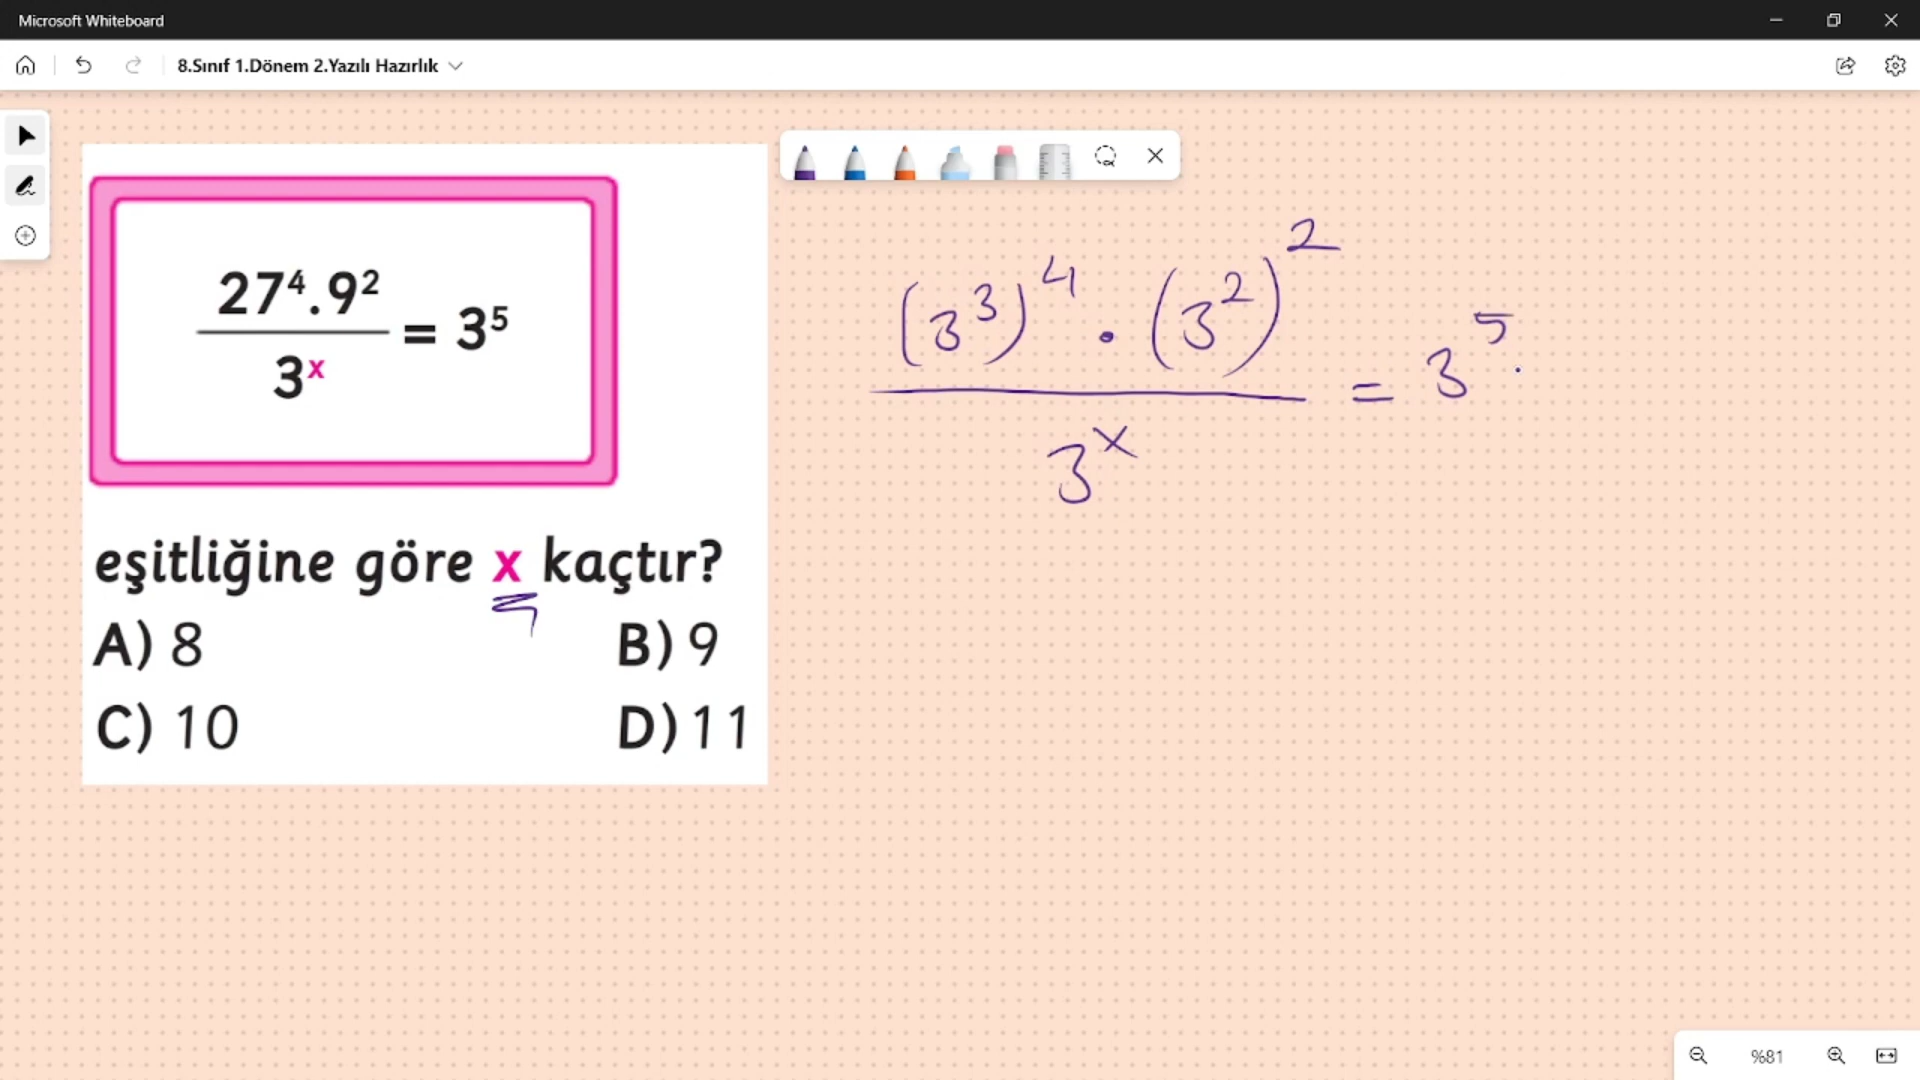 Microsoft Whiteboard
8.Sınıf 1.Dönem 2.Yazılı Hazırlık
27⁴.9²
3ˣ
= 3⁵
eşitliğine göre x kaçtır?
A) 8
B) 9
C) 10
D) 11
(3³)⁴ · (3²)²
3ˣ
= 3⁵ ·
%81